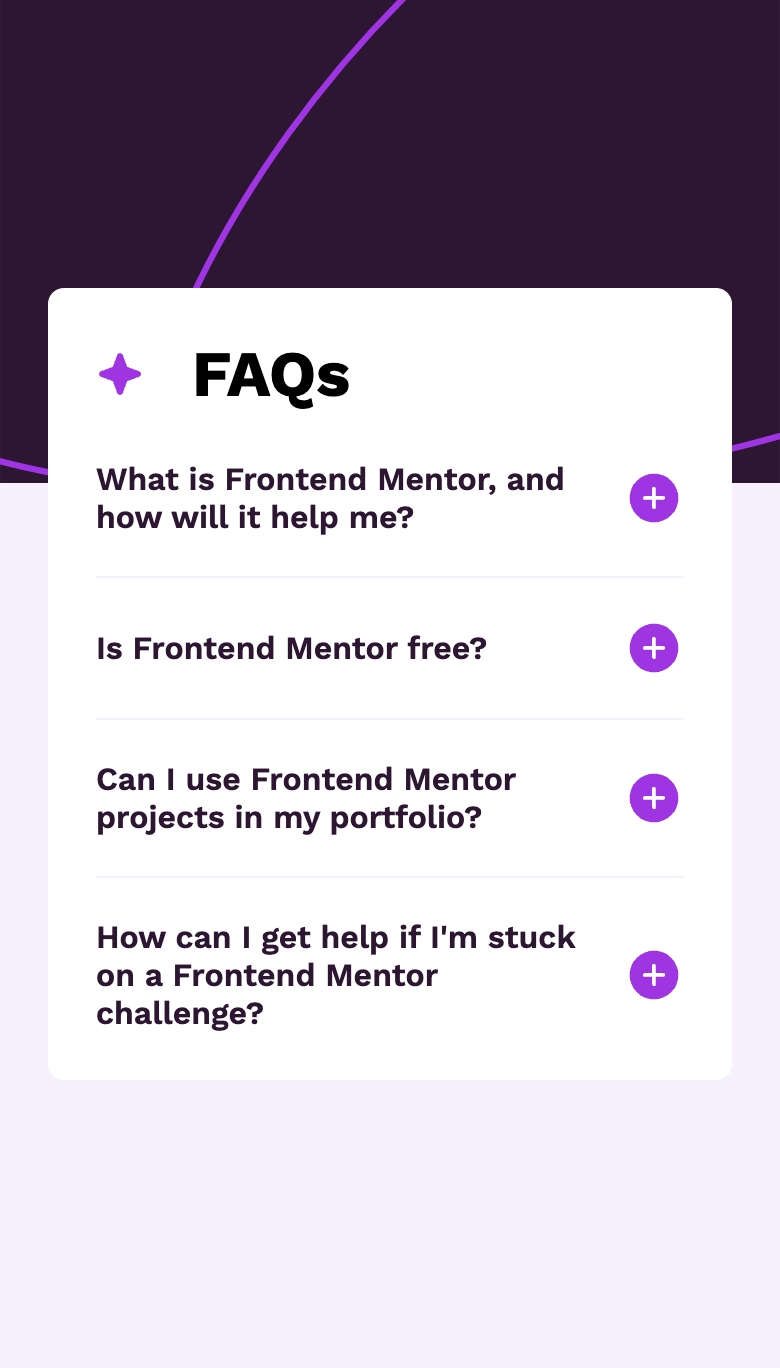 FAQs
What is Frontend Mentor, and
how will it help me?
Is Frontend Mentor free?
Can I use Frontend Mentor
projects in my portfolio?
How can I get help if I'm stuck
on a Frontend Mentor
challenge?